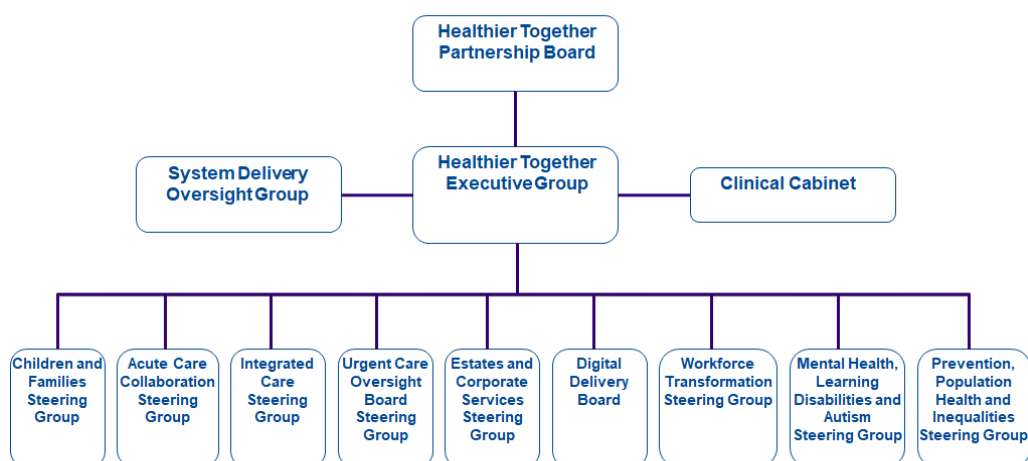 Healthier Together
Partnership Board
System Delivery
Oversight Group
Healthier Together
Executive Group
Clinical Cabinet
Children and
Families
Steering
Group
Acute Care
Collaboration
Steering
Group
Integrated
Care
Steering
Group
Urgent Care
Oversight
Board
Steering
Group
Estates and
Corporate
Services
Steering
Group
Digital
Delivery
Board
Workforce
Transformation
Steering Group
Mental Health,
Learning
Disabilities and
Autism
Steering Group
Prevention,
Population
Health and
Inequalities
Steering Group